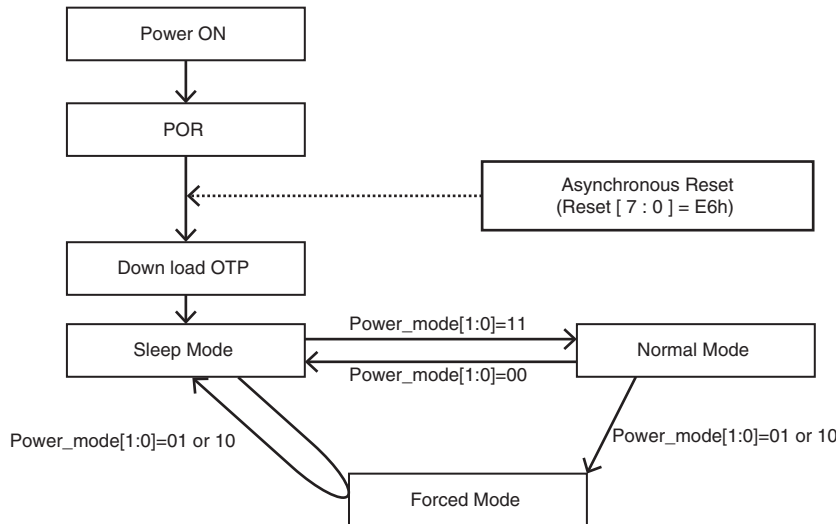 Power ON
POR
Asynchronous Reset
(Reset [ 7 : 0 ] = E6h)
Down load OTP
Power_mode[1:0]=11
Sleep Mode
Normal Mode
Power_mode[1:0]=00
Power_mode[1:0]=01 or 10
Power_mode[1:0]=01 or 10
Forced Mode